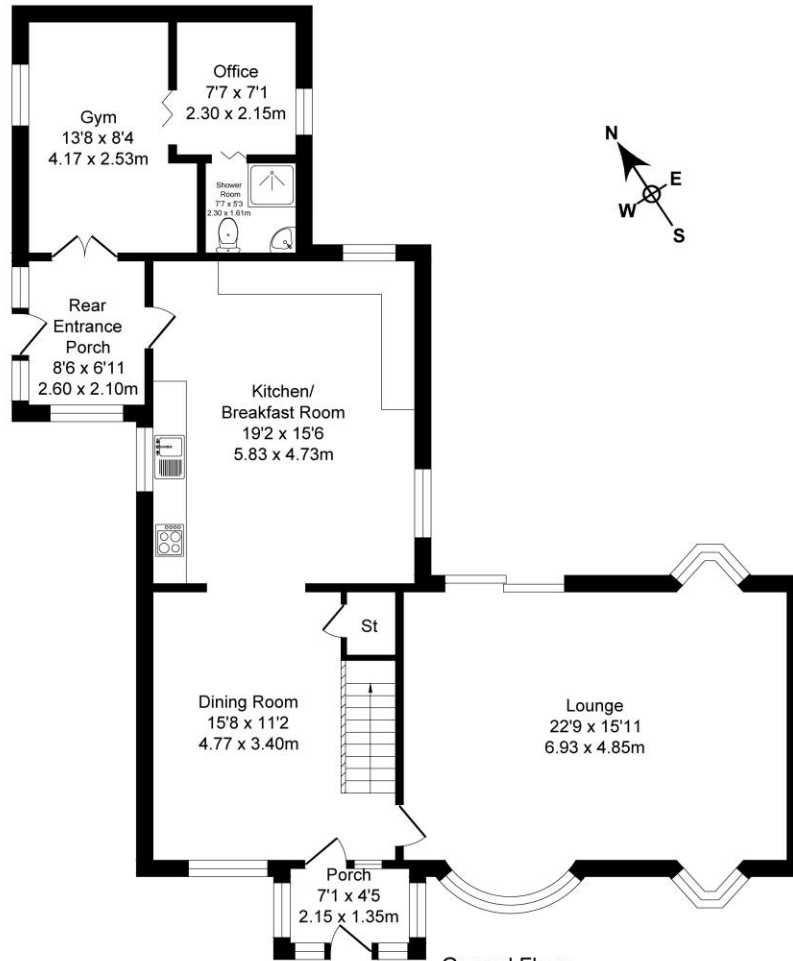 Office
7'7 x 7'1
2.30 x 2.15m
Gym
13'8 x 8'4
4.17 x 2.53m
N
E
W
S
Shower
Room
7'7 x 5'3
2.30 x 1.61m
Rear
Entrance
Porch
8'6 x 6'11
2.60 x 2.10m
Kitchen/
Breakfast Room
19'2 x 15'6
5.83 x 4.73m
St
Dining Room
15'8 x 11'2
4.77 x 3.40m
Lounge
22'9 x 15'11
6.93 x 4.85m
Porch
7'1 x 4'5
2.15 x 1.35m